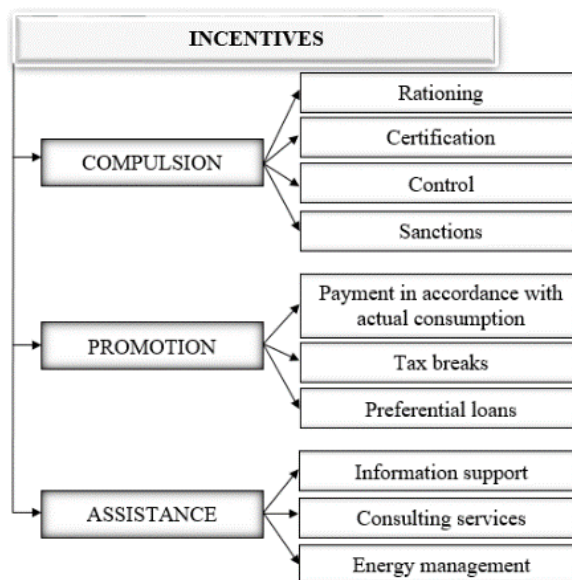 INCENTIVES
COMPULSION
Rationing
Certification
Control
Sanctions
PROMOTION
Payment in accordance with
actual consumption
Tax breaks
Preferential loans
ASSISTANCE
Information support
Consulting services
Energy management